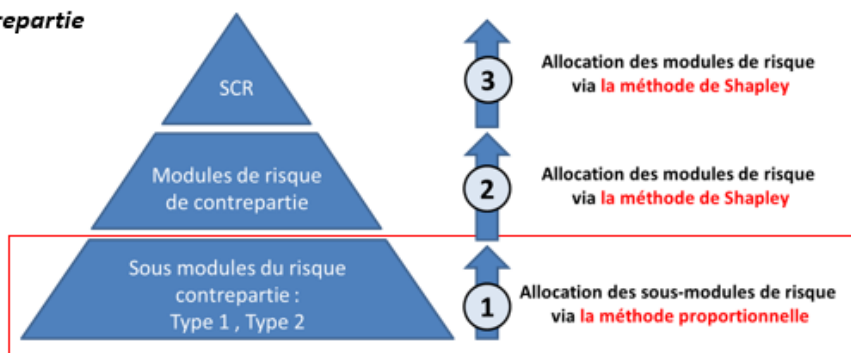 repartie
SCR
3
Allocation des modules de risque
via la méthode de Shapley
Modules de risque
de contrepartie
2
Allocation des modules de risque
via la méthode de Shapley
Sous modules du risque
contrepartie :
Type 1 , Type 2
1
Allocation des sous-modules de risque
via la méthode proportionnelle